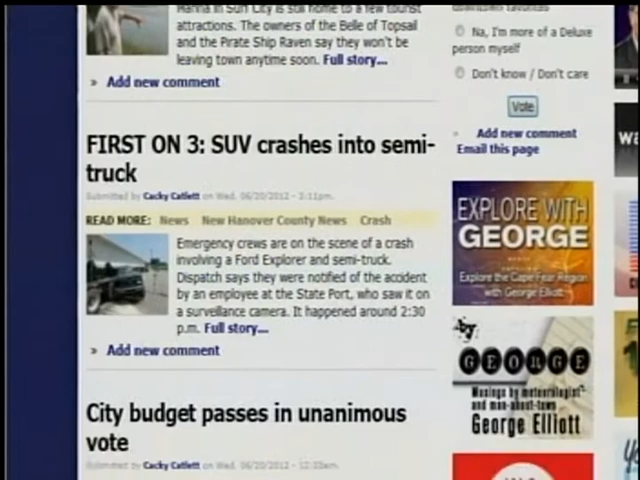 Marina in Surf City is still home to a few tourist
attractions. The owners of the Belle of Topsail
and the Pirate Ship Raven say they won't be
leaving town anytime soon. Full story...
» Add new comment
FIRST ON 3: SUV crashes into semi-
truck
Submitted by Cacky Catlett on Wed, 06/20/2012 - 3:11pm.
READ MORE: News New Hanover County News Crash
Emergency crews are on the scene of a crash
involving a Ford Explorer and semi-truck.
Dispatch says they were notified of the accident
by an employee at the State Port, who saw it on
a surveillance camera. It happened around 2:30
p.m. Full story...
» Add new comment
City budget passes in unanimous
vote
Submitted by Cacky Catlett on Wed, 06/20/2012 - 12:33am.
downtown favorites
Na, I'm more of a Deluxe
person myself
Don't know / Don't care
Vote
» Add new comment
Email this page
EXPLORE WITH
GEORGE
Explore the Cape Fear Region
with George Elliott
by
GEORGE
Musings by meteorologist
and man-about-town
George Elliott